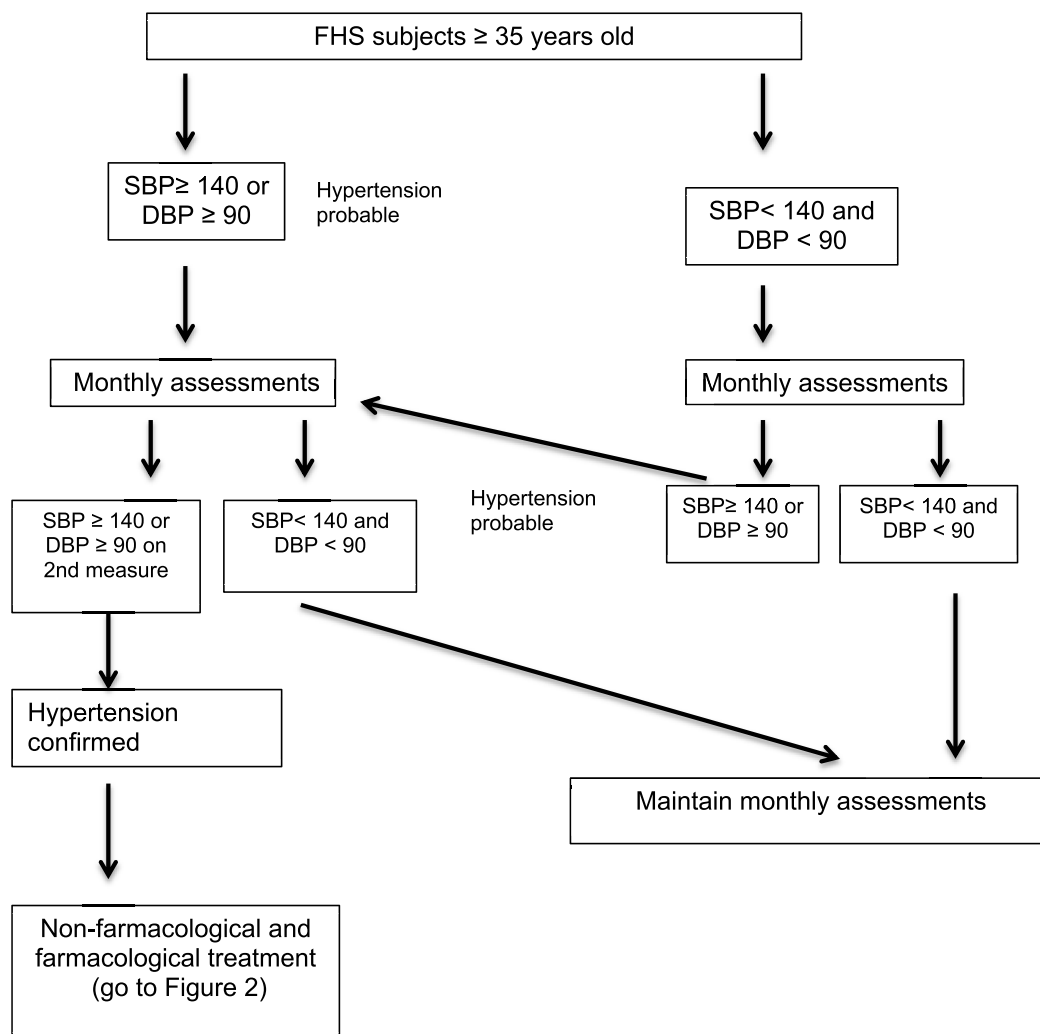 FHS subjects ≥ 35 years old
SBP≥ 140 or
DBP ≥ 90
Hypertension
probable
SBP< 140 and
DBP < 90
Monthly assessments
Monthly assessments
SBP ≥ 140 or
DBP ≥ 90 on
2nd measure
SBP< 140 and
DBP < 90
Hypertension
probable
SBP≥ 140 or
DBP ≥ 90
SBP< 140 and
DBP < 90
Hypertension
confirmed
Maintain monthly assessments
Non-farmacological and
farmacological treatment
(go to Figure 2)